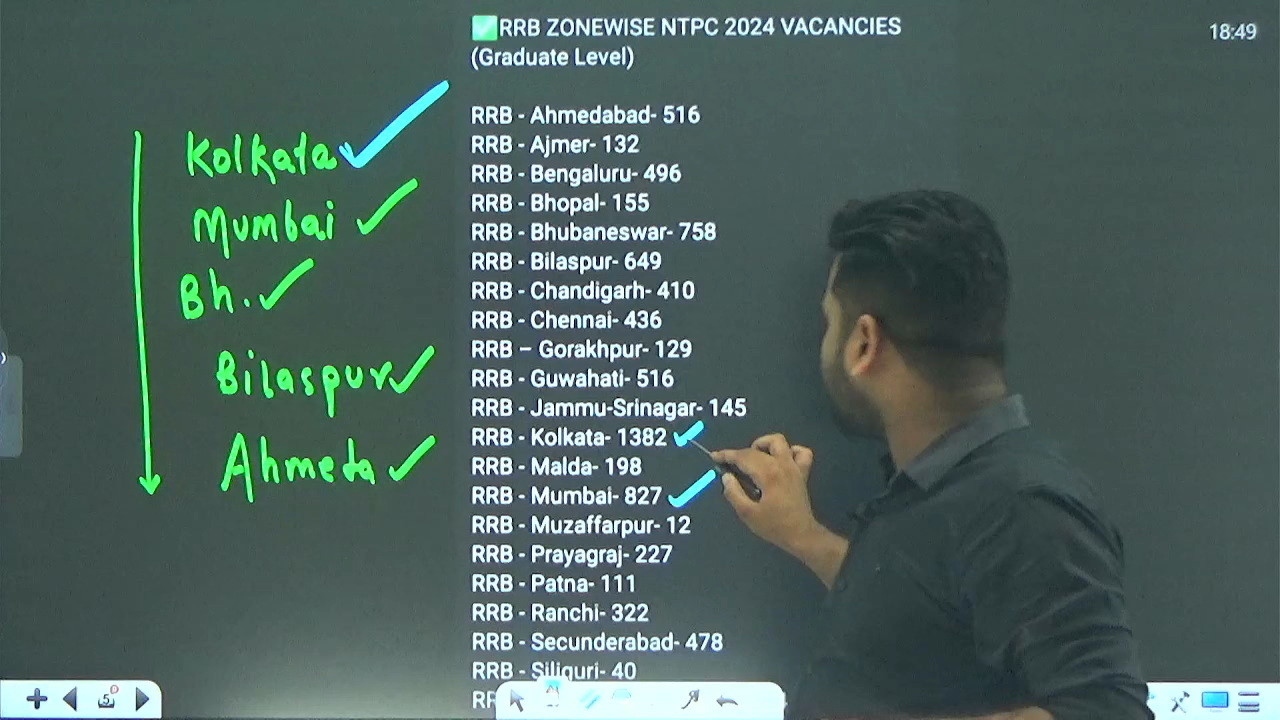 ✅RRB ZONEWISE NTPC 2024 VACANCIES
(Graduate Level)
18:49
Kolkata ✓
Mumbai ✓
Bh. ✓
Bilaspur ✓
Ahmeda ✓
RRB - Ahmedabad- 516
RRB - Ajmer- 132
RRB - Bengaluru- 496
RRB - Bhopal- 155
RRB - Bhubaneswar- 758
RRB - Bilaspur- 649
RRB - Chandigarh- 410
RRB - Chennai- 436
RRB – Gorakhpur- 129
RRB - Guwahati- 516
RRB - Jammu-Srinagar- 145
RRB - Kolkata- 1382 ✓
RRB - Malda- 198
RRB - Mumbai- 827 ✓
RRB - Muzaffarpur- 12
RRB - Prayagraj- 227
RRB - Patna- 111
RRB - Ranchi- 322
RRB - Secunderabad- 478
RRB - Siliguri- 40
5